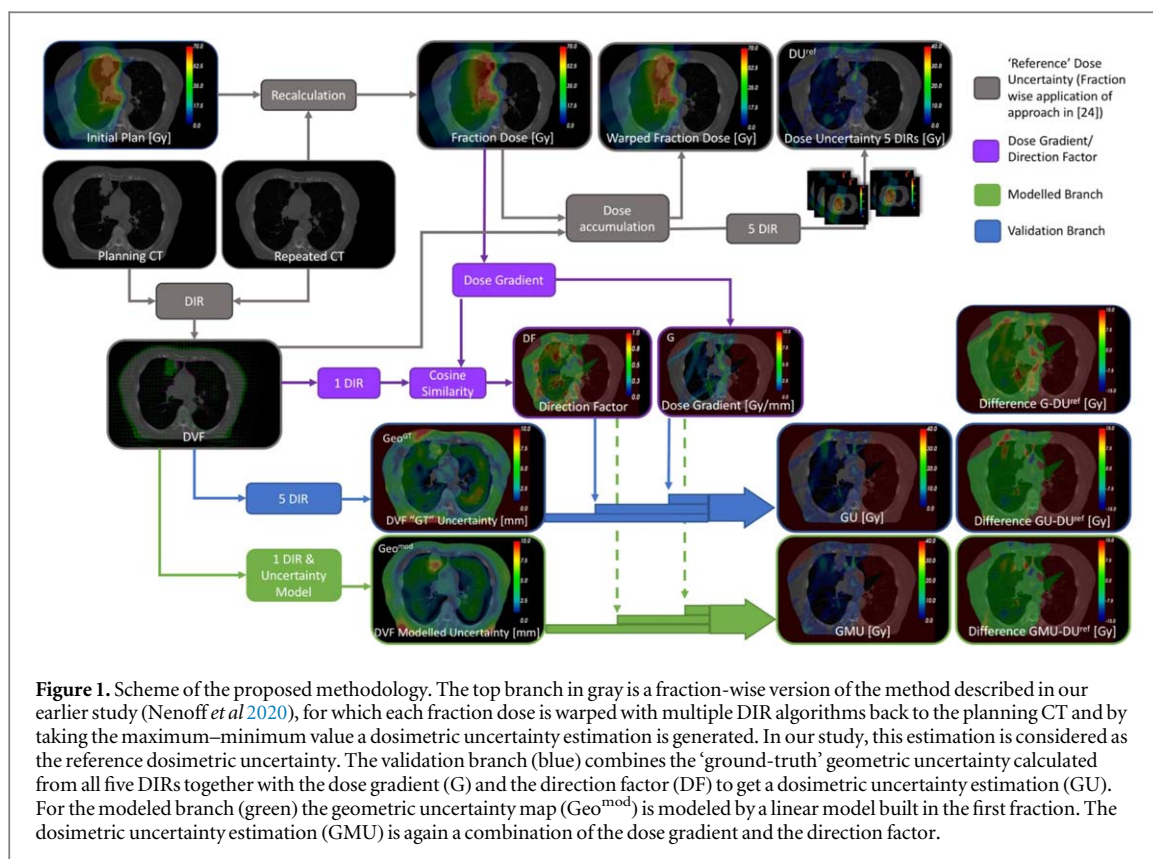 DU^ref
'Reference' Dose
Uncertainty (Fraction
wise application of
approach in [24])
Recalculation
Initial Plan [Gy]
Fraction Dose [Gy]
Warped Fraction Dose [Gy]
Dose Uncertainty 5 DIRs [Gy]
Dose Gradient/
Direction Factor
Modelled Branch
Dose
accumulation
5 DIR
Validation Branch
Planning CT
Repeated CT
Dose Gradient
DIR
DF
G
1 DIR
Cosine
Similarity
Direction Factor
Dose Gradient [Gy/mm]
Difference G-DU^ref [Gy]
DVF
Geo^GT
5 DIR
DVF "GT" Uncertainty [mm]
GU [Gy]
Difference GU-DU^ref [Gy]
Geo^mod
1 DIR &
Uncertainty
Model
DVF Modelled Uncertainty [mm]
GMU [Gy]
Difference GMU-DU^ref [Gy]
Figure 1. Scheme of the proposed methodology. The top branch in gray is a fraction-wise version of the method described in our
earlier study (Nenoff et al 2020), for which each fraction dose is warped with multiple DIR algorithms back to the planning CT and by
taking the maximum–minimum value a dosimetric uncertainty estimation is generated. In our study, this estimation is considered as
the reference dosimetric uncertainty. The validation branch (blue) combines the 'ground-truth' geometric uncertainty calculated
from all five DIRs together with the dose gradient (G) and the direction factor (DF) to get a dosimetric uncertainty estimation (GU).
For the modeled branch (green) the geometric uncertainty map (Geo^mod) is modeled by a linear model built in the first fraction. The
dosimetric uncertainty estimation (GMU) is again a combination of the dose gradient and the direction factor.